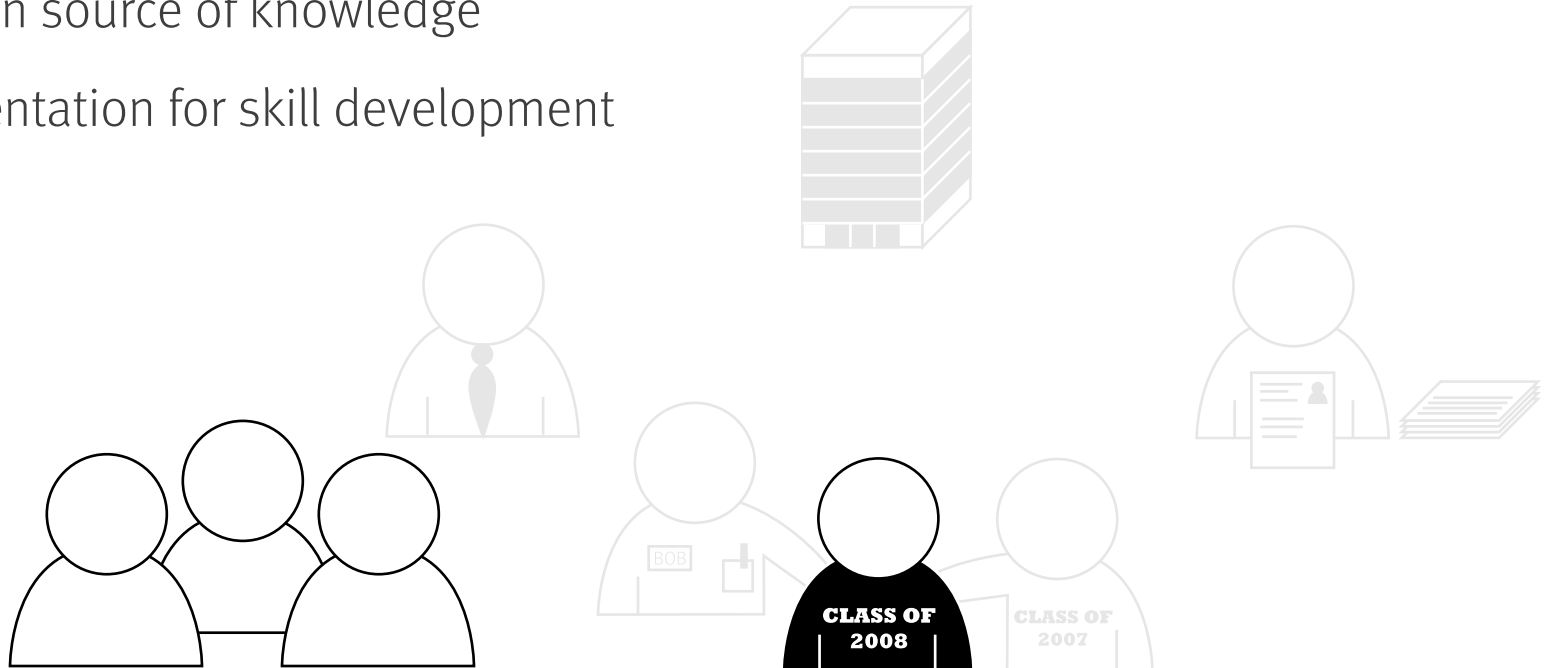 n source of knowledge
entation for skill development
BOB
CLASS OF
2008
CLASS OF
2007